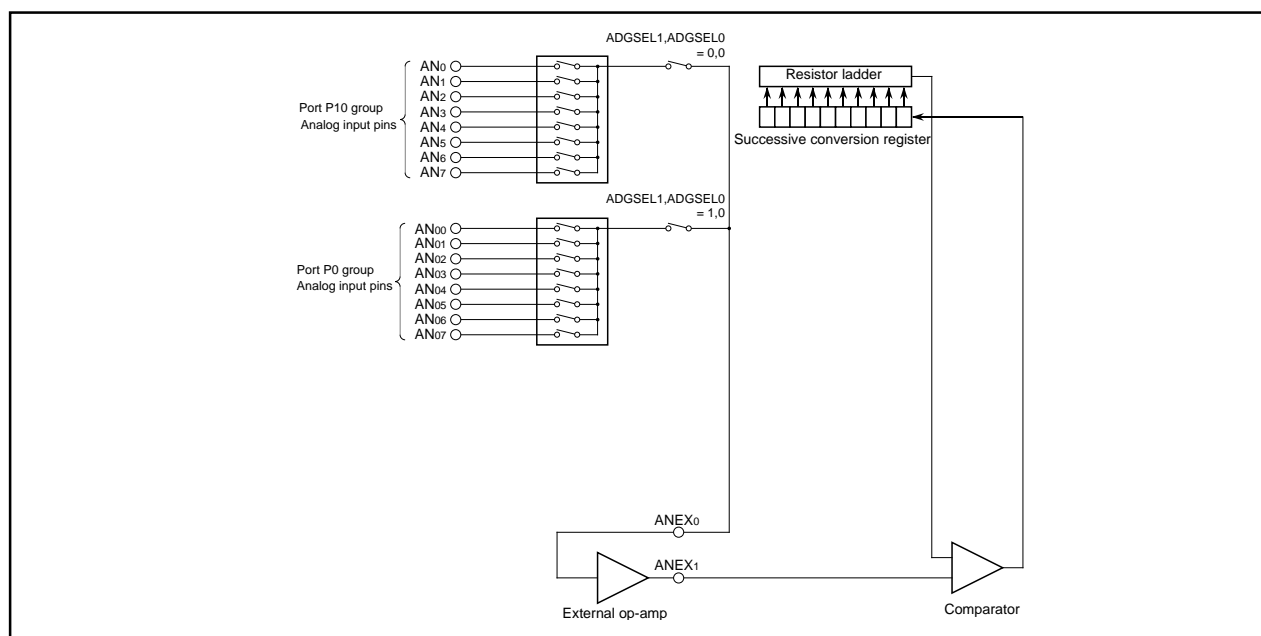 ADGSEL1,ADGSEL0
= 0,0
AN0
AN1
AN2
AN3
AN4
AN5
AN6
AN7
Port P10 group
Analog input pins
Resistor ladder
Successive conversion register
ADGSEL1,ADGSEL0
= 1,0
AN00
AN01
AN02
AN03
AN04
AN05
AN06
AN07
Port P0 group
Analog input pins
ANEX0
ANEX1
External op-amp
Comparator